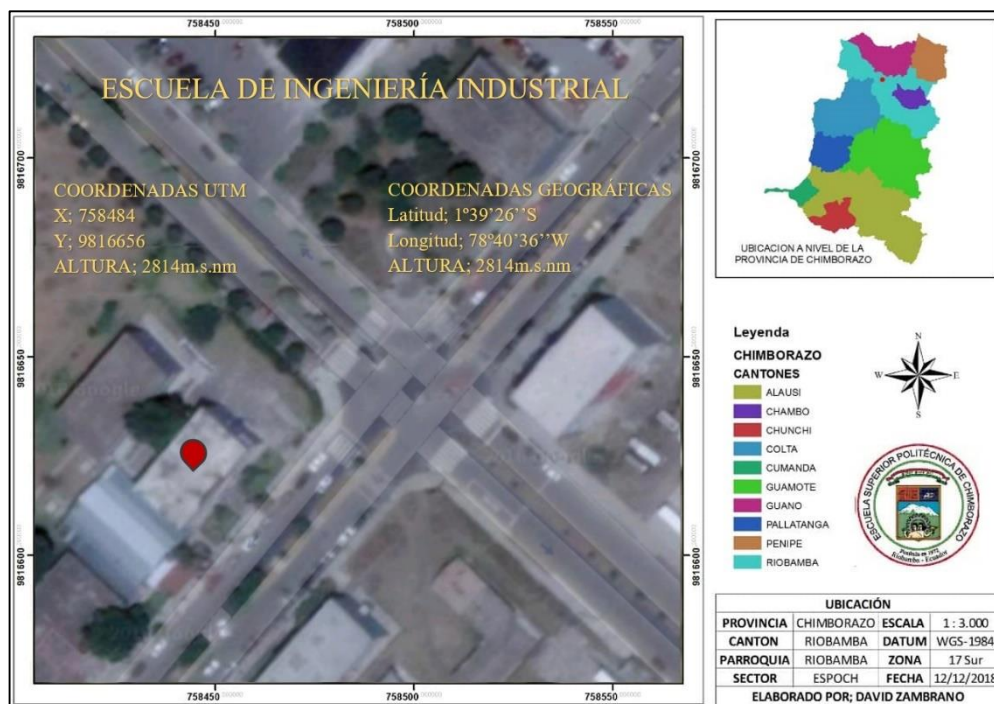 758450
758500
758550
ESCUELA DE INGENIERÍA INDUSTRIAL
9816700
9816700
COORDENADAS UTM
X; 758484
Y; 9816656
ALTURA; 2814m.s.nm
COORDENADAS GEOGRÁFICAS
Latitud; 1º39'26’’S
Longitud; 78º40’36’’W
ALTURA; 2814m.s.nm
9816650
9816650
9816600
9816600
758450
758500
758550
UBICACION A NIVEL DE LA
PROVINCIA DE CHIMBORAZO
Leyenda
CHIMBORAZO
CANTONES
ALAUSI
CHAMBO
CHUNCHI
COLTA
CUMANDA
GUAMOTE
GUANO
PALLATANGA
PENIPE
RIOBAMBA
N
W E
S
ESCUELA SUPERIOR POLITÉCNICA DE CHIMBORAZO
Riobamba - Ecuador
UBICACIÓN
PROVINCIA CHIMBORAZO ESCALA 1 : 3.000
CANTON RIOBAMBA DATUM WGS-1984
PARROQUIA RIOBAMBA ZONA 17 Sur
SECTOR ESPOCH FECHA 12/12/2018
ELABORADO POR; DAVID ZAMBRANO